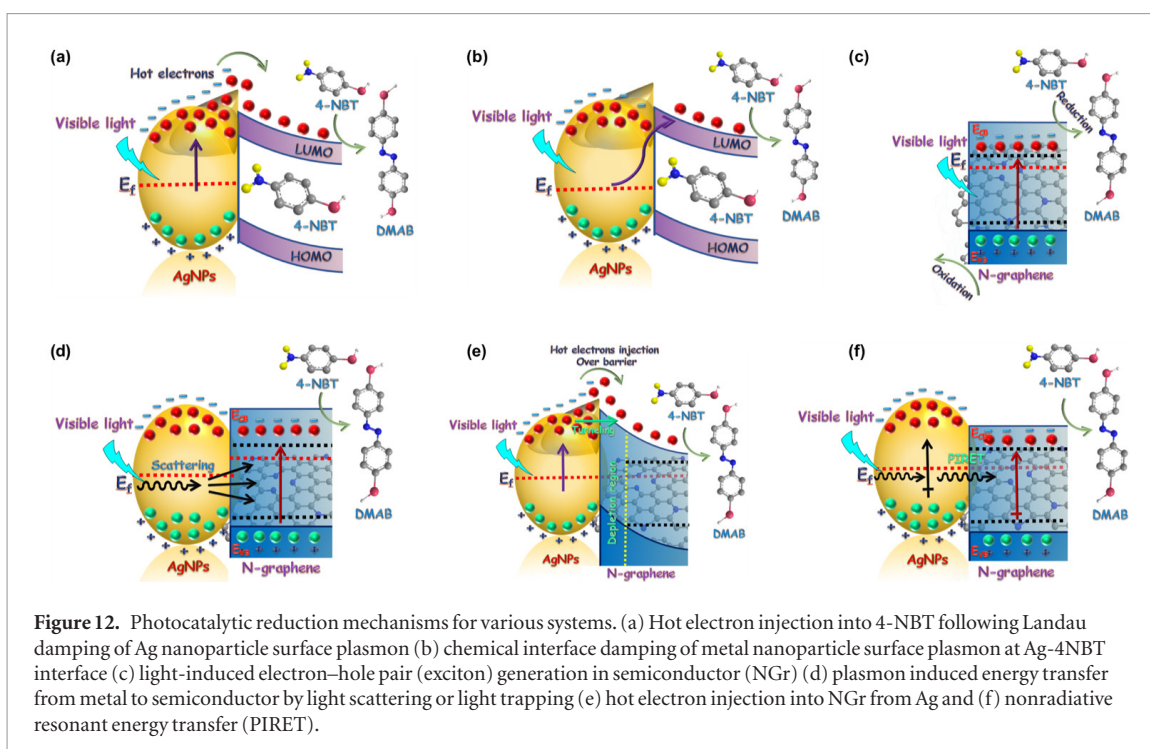 (a)
Hot electrons
4-NBT
Visible light
LUMO
Ef
4-NBT
DMAB
HOMO
AgNPs
(b)
4-NBT
Visible light
LUMO
Ef
4-NBT
DMAB
HOMO
AgNPs
(c)
4-NBT
Reduction
Visible light
ECB
Ef
DMAB
EVB
N-graphene
Oxidation
(d)
4-NBT
Visible light
ECB
Scattering
Ef
DMAB
AgNPs
EVB
N-graphene
(e)
Hot electrons injection
Over barrier
4-NBT
Visible light
Tunneling
Ef
Depletion region
DMAB
AgNPs
N-graphene
(f)
4-NBT
Visible light
ECB
PIRET
Ef
DMAB
AgNPs
EVB
N-graphene
Figure 12. Photocatalytic reduction mechanisms for various systems. (a) Hot electron injection into 4-NBT following Landau
damping of Ag nanoparticle surface plasmon (b) chemical interface damping of metal nanoparticle surface plasmon at Ag-4NBT
interface (c) light-induced electron–hole pair (exciton) generation in semiconductor (NGr) (d) plasmon induced energy transfer
from metal to semiconductor by light scattering or light trapping (e) hot electron injection into NGr from Ag and (f) nonradiative
resonant energy transfer (PIRET).